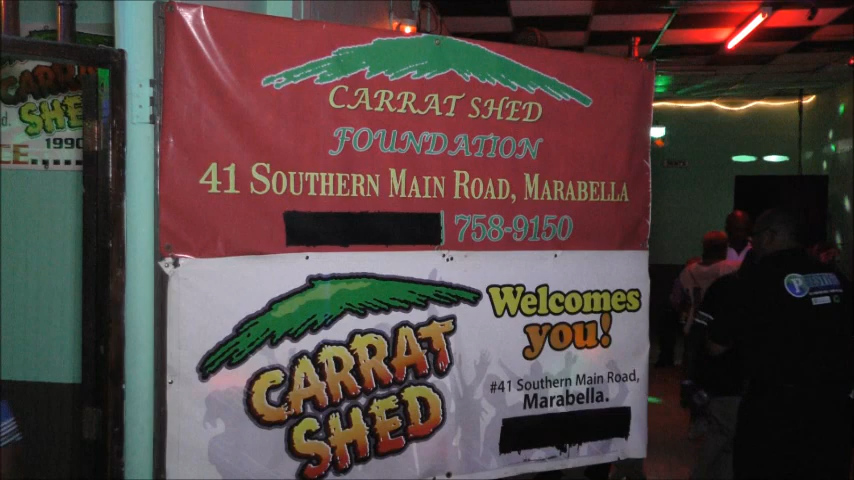 CARRAT SHED
FOUNDATION
41 SOUTHERN MAIN ROAD, MARABELLA
758-9150
CARRAT
SHED
Welcomes
you!
#41 Southern Main Road,
Marabella.
CARRAT
SHED
1990